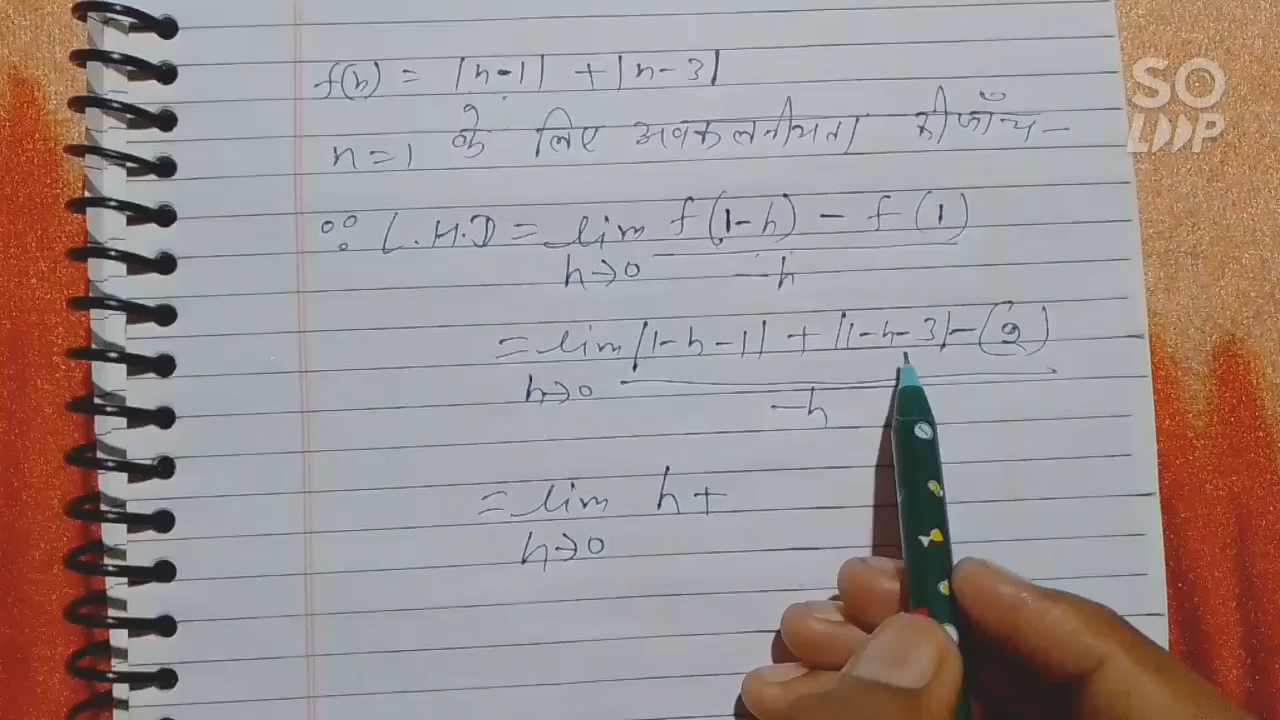 f(x) = |x-1| + |x-3|
x=1 के लिए अवकलनीयता की जाँच -
∵ L.H.D = lim f(1-h) - f(1)
h→0 -h
= lim |1-h-1| + |1-h-3| - (2)
h→0 -h
= lim h +
h→0
SO
LOOP